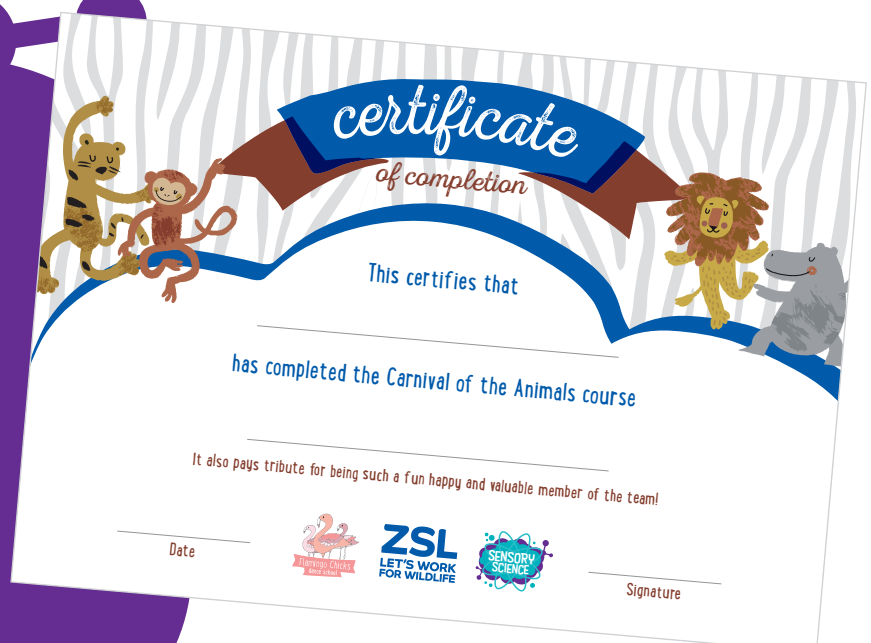 certificate
of completion
This certifies that
has completed the Carnival of the Animals course
It also pays tribute for being such a fun happy and valuable member of the team!
Date
Flamingo Chicks
dance school
ZSL
LET'S WORK
FOR WILDLIFE
SENSORY
SCIENCE
Signature